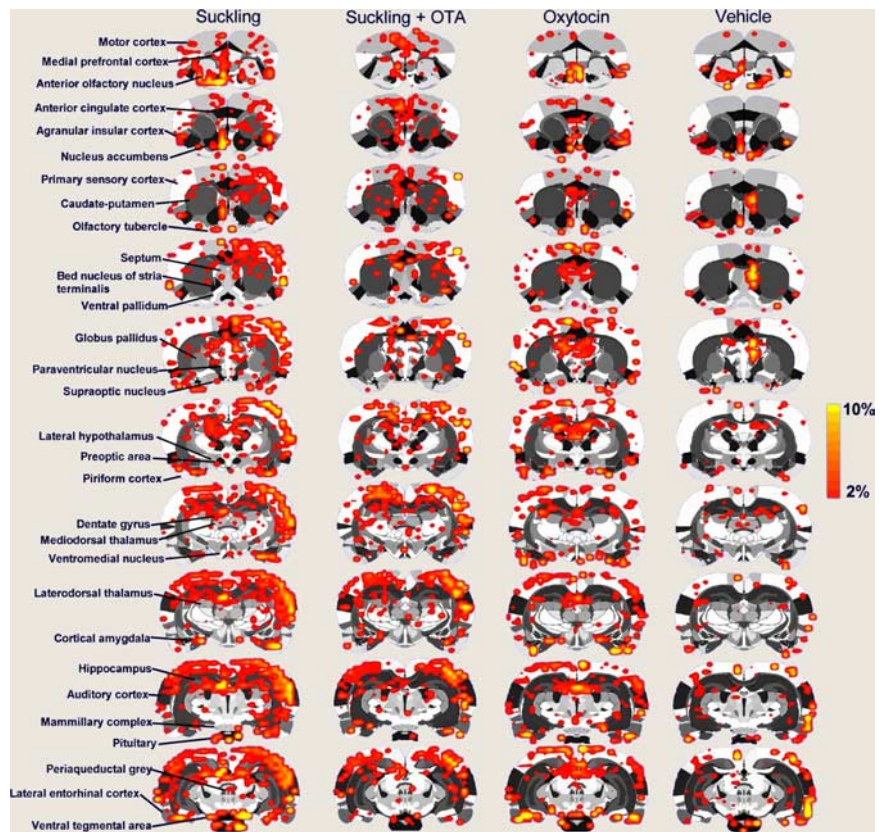 Suckling Suckling + OTA Oxytocin Vehicle
Motor cortex
Medial prefrontal cortex
Anterior olfactory nucleus
Anterior cingulate cortex
Agranular insular cortex
Nucleus accumbens
Primary sensory cortex
Caudate-putamen
Olfactory tubercle
Septum
Bed nucleus of stria
terminalis
Ventral pallidum
Globus pallidus
Paraventricular nucleus
Supraoptic nucleus
Lateral hypothalamus
Preoptic area
Piriform cortex
10%
2%
Dentate gyrus
Mediodorsal thalamus
Ventromedial nucleus
Laterodorsal thalamus
Cortical amygdala
Hippocampus
Auditory cortex
Mammillary complex
Pitultary
Periaqueductal grey
Lateral entorhinal cortex
Ventral tegmental area